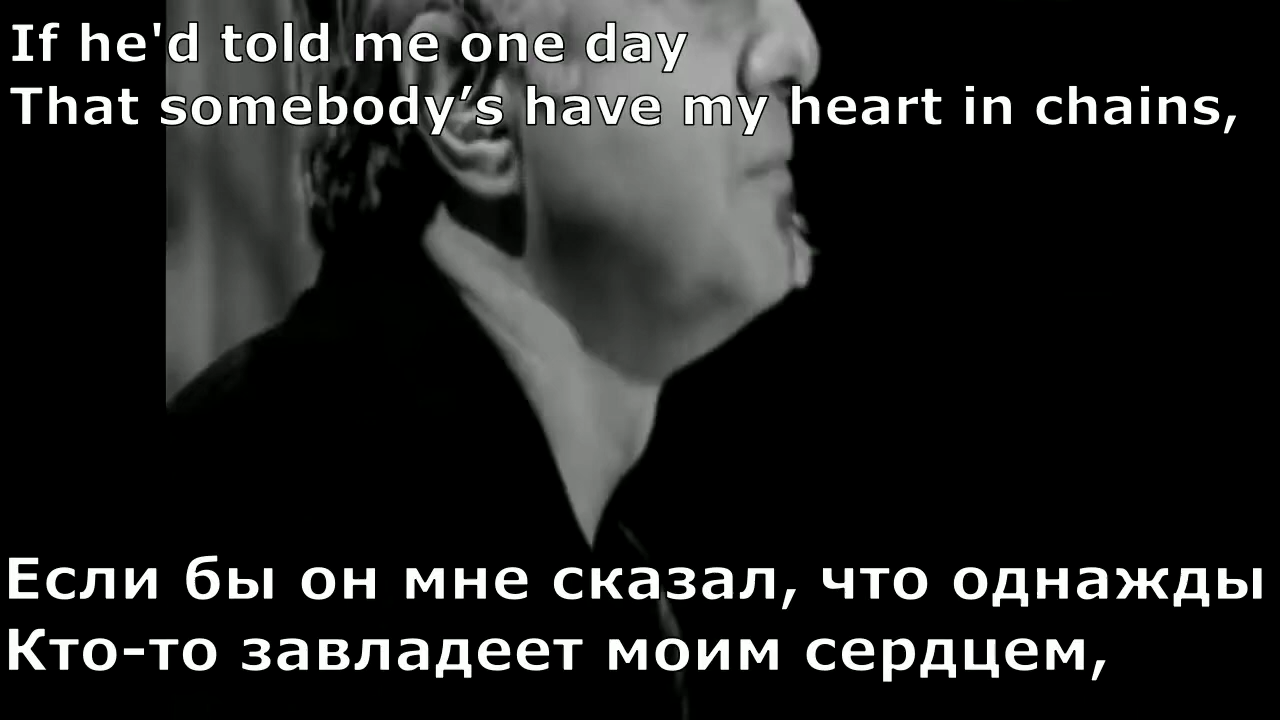 If he'd told me one day
That somebody’s have my heart in chains,
Если бы он мне сказал, что однажды
Кто-то завладеет моим сердцем,